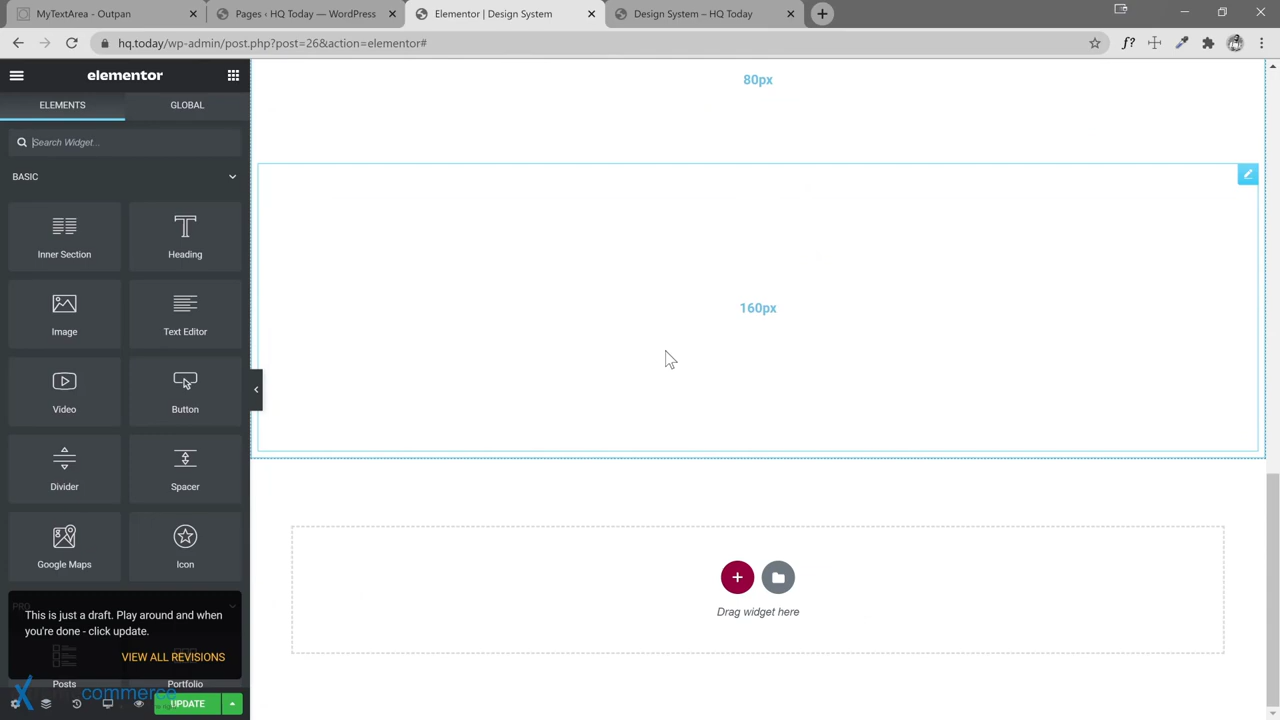 MyTextArea - Outpan
Pages ‹ HQ Today — WordPress
Elementor | Design System
Design System – HQ Today
hq.today/wp-admin/post.php?post=26&action=elementor#
f?
elementor
ELEMENTS
GLOBAL
Search Widget...
BASIC
Inner Section
Heading
Image
Text Editor
Video
Button
Divider
Spacer
Google Maps
Icon
PRO
This is just a draft. Play around and when
you're done - click update.
VIEW ALL REVISIONS
Posts
Portfolio
commerce
UPDATE
80px
160px
Drag widget here